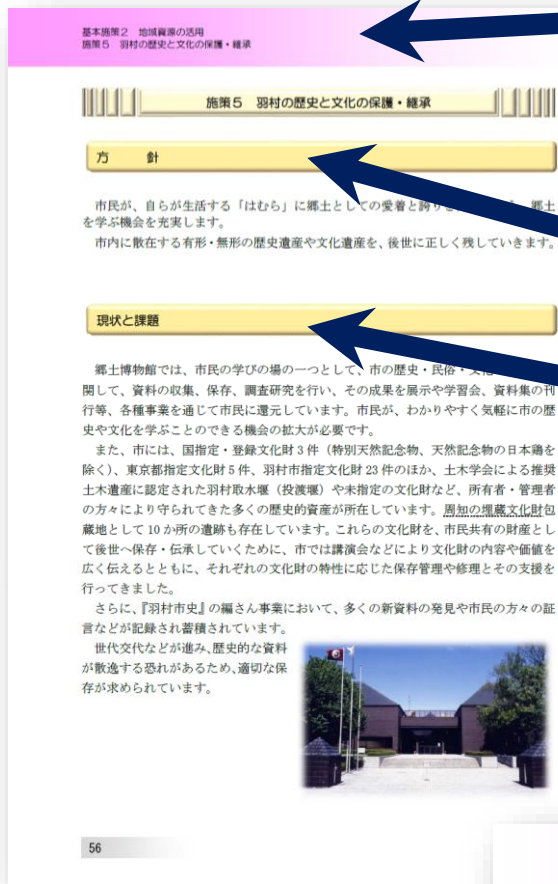 基本施策2　地域資源の活用
施策5　羽村の歴史と文化の保護・継承
施策5　羽村の歴史と文化の保護・継承
方　針
市民が、自らが生活する「はむら」に郷土としての愛着と誇りを　郷土
を学ぶ機会を充実します。
市内に散在する有形・無形の歴史遺産や文化遺産を、後世に正しく残していきます。
現状と課題
郷土博物館では、市民の学びの場の一つとして、市の歴史・民俗・文化
関して、資料の収集、保存、調査研究を行い、その成果を展示や学習会、資料集の刊
行等、各種事業を通じて市民に還元しています。市民が、わかりやすく気軽に市の歴
史や文化を学ぶことのできる機会の拡大が必要です。
また、市には、国指定・登録文化財3件（特別天然記念物、天然記念物の日本鶏を
除く）、東京都指定文化財5件、羽村市指定文化財23件のほか、土木学会による推奨
土木遺産に認定された羽村取水堰（投渡堰）や未指定の文化財など、所有者・管理者
の方々により守られてきた多くの歴史的資産が所在しています。周知の埋蔵文化財包
蔵地として10か所の遺跡も存在しています。これらの文化財を、市民共有の財産とし
て後世へ保存・伝承していくために、市では講演会などにより文化財の内容や価値を
広く伝えるとともに、それぞれの文化財の特性に応じた保存管理や修理とその支援を
行ってきました。
さらに、『羽村市史』の編さん事業において、多くの新資料の発見や市民の方々の証
言などが記録され蓄積されています。
世代交代などが進み、歴史的な資料
が散逸する恐れがあるため、適切な保
存が求められています。
56